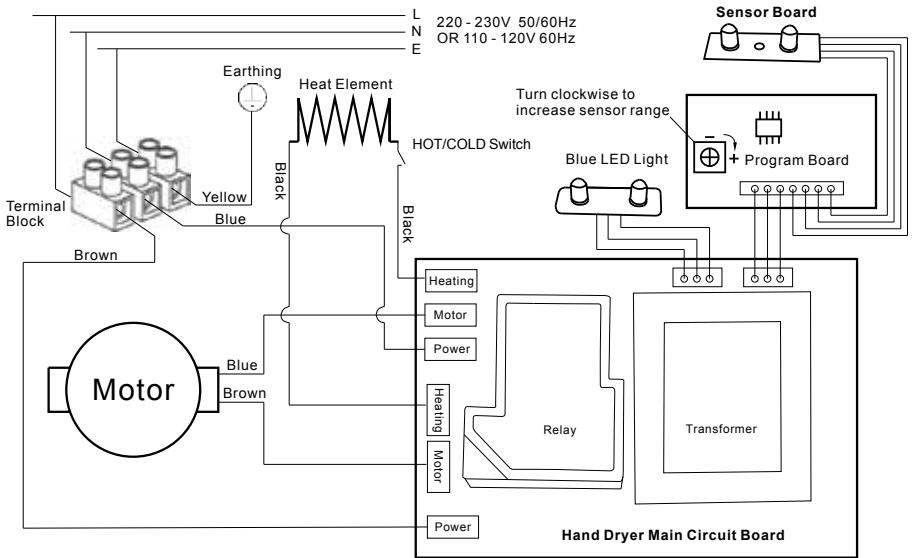 L
N
E
220 - 230V 50/60Hz
OR 110 - 120V 60Hz
Sensor Board
Earthing
Heat Element
HOT/COLD Switch
Turn clockwise to
increase sensor range
- +
Program Board
Blue LED Light
Terminal
Block
Yellow
Blue
Brown
Black
Black
Heating
Motor
Power
Blue
Brown
Motor
Heating
Motor
Power
Relay
Transformer
Hand Dryer Main Circuit Board